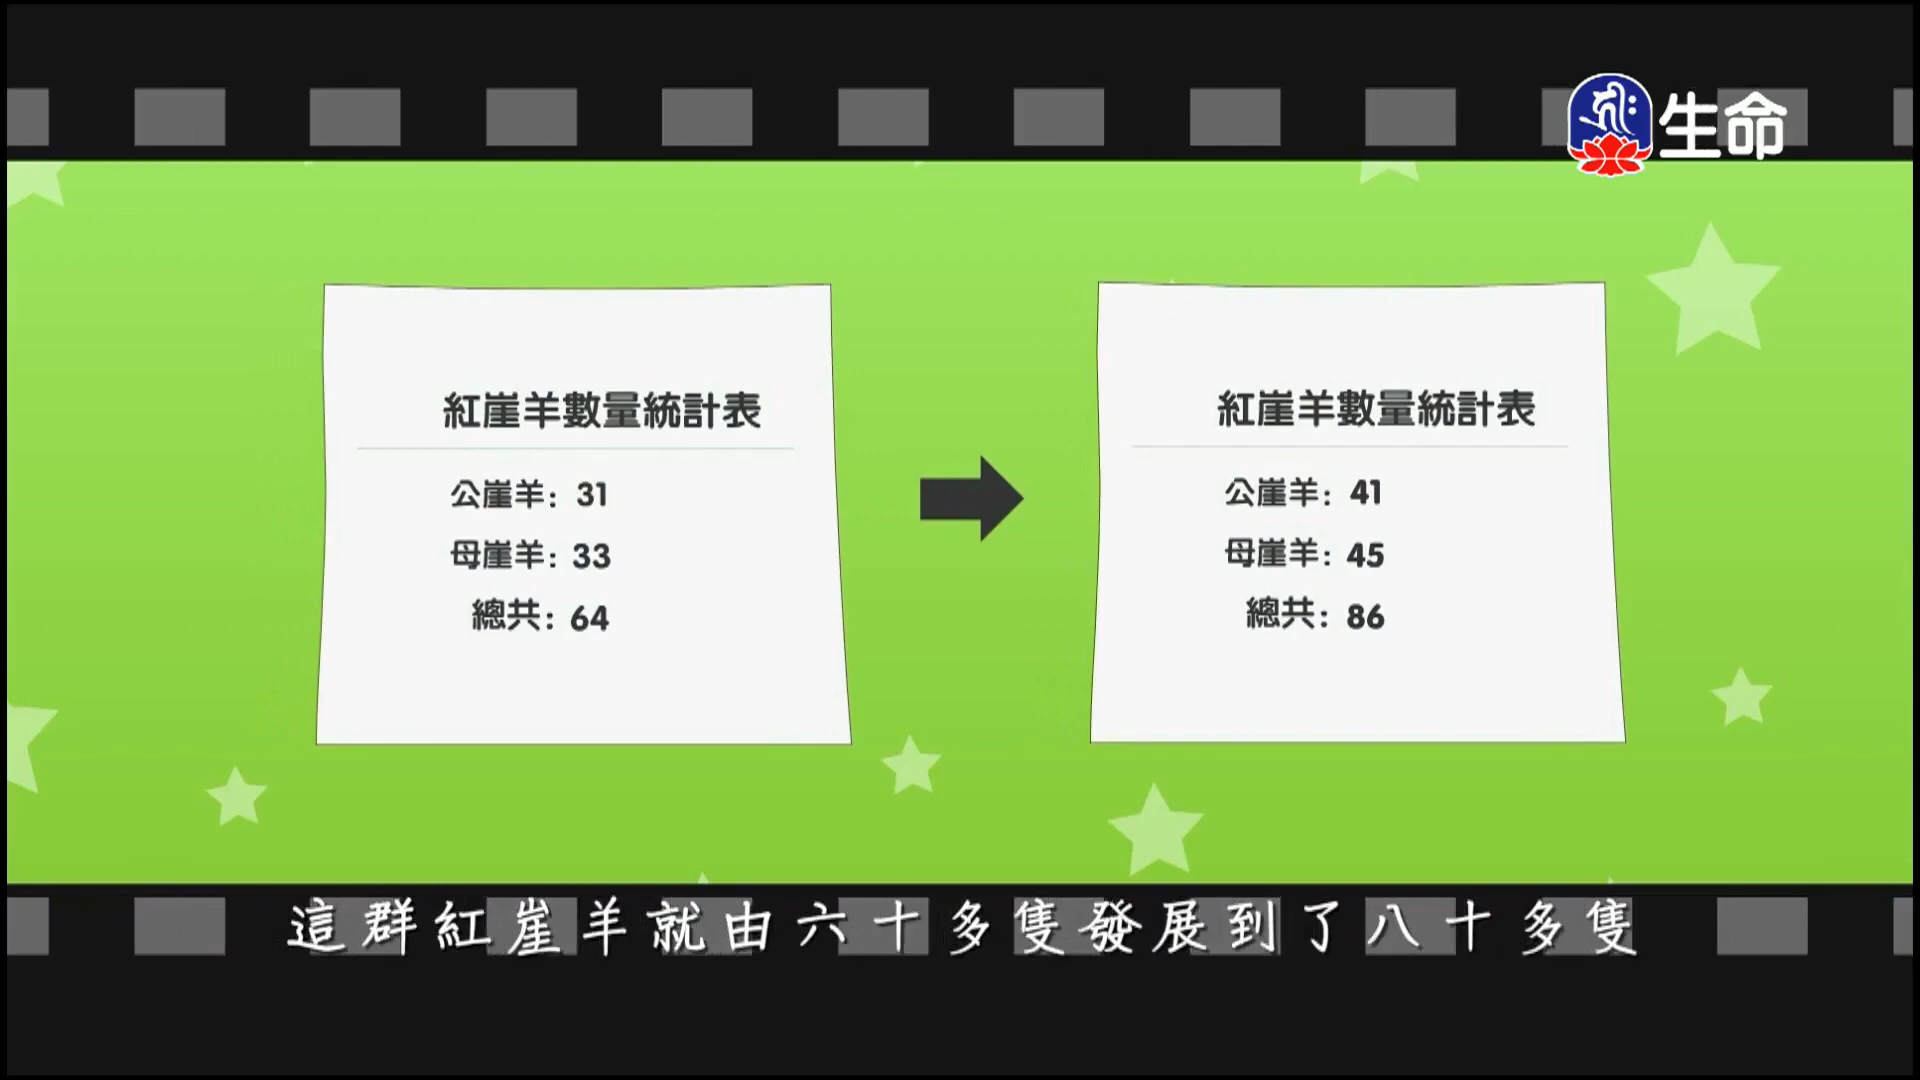 生命
紅崖羊數量統計表
公崖羊：31
母崖羊：33
總共：64
紅崖羊數量統計表
公崖羊：41
母崖羊：45
總共：86
這群紅崖羊就由六十多隻發展到了八十多隻